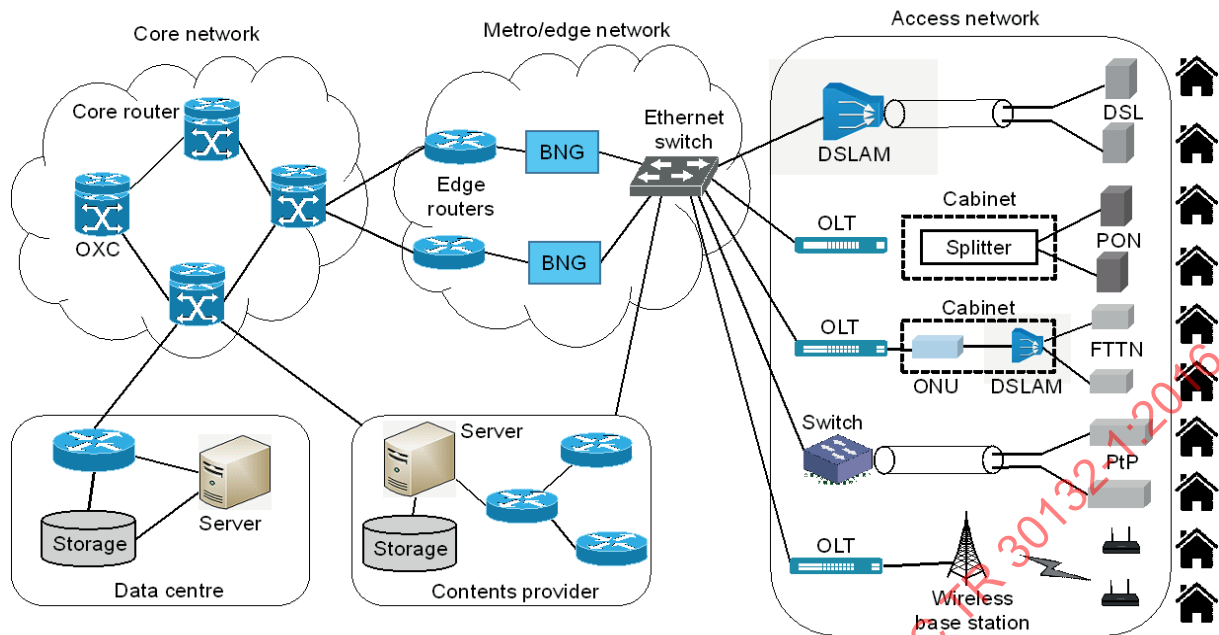 Core network
Metro/edge network
Access network
Core router
OXC
Edge
routers
BNG
BNG
Ethernet
switch
DSLAM
DSL
OLT
Cabinet
Splitter
PON
OLT
Cabinet
ONU
DSLAM
FTTN
Switch
PtP
OLT
Wireless
base station
Server
Storage
Data centre
Server
Storage
Contents provider
C TR 30132-1:2016